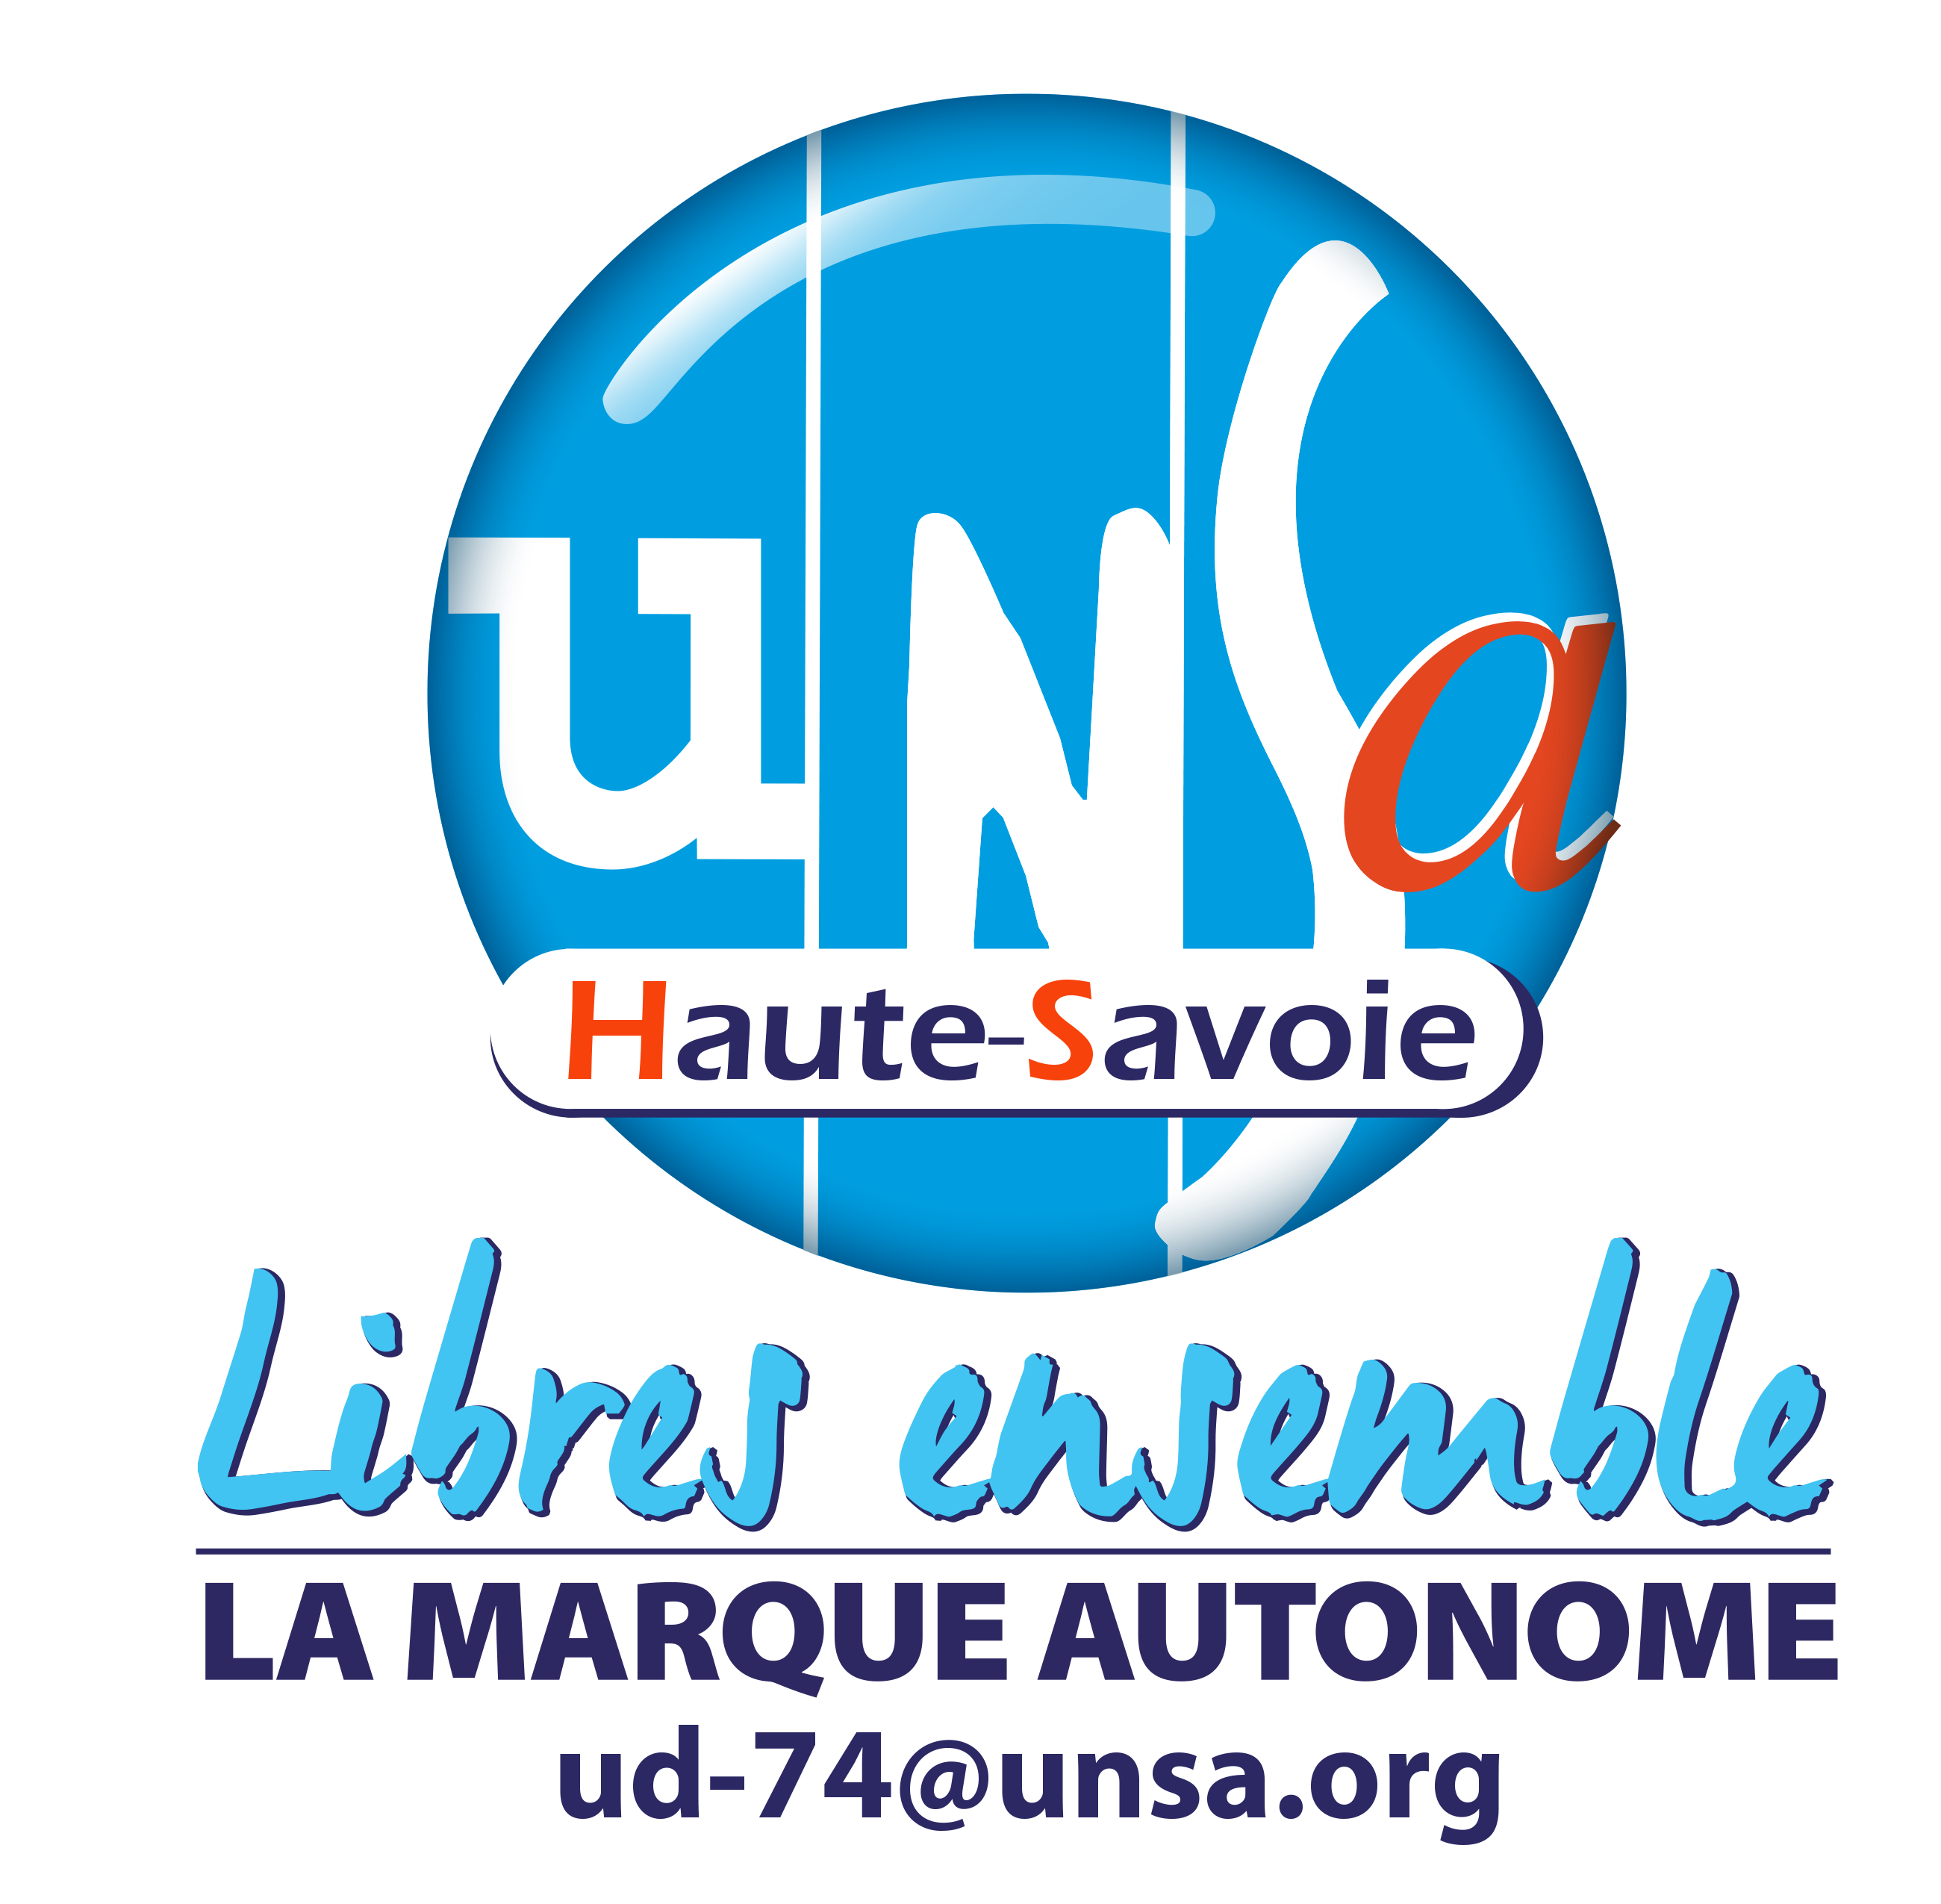 UNSa
Haute-Savoie
Libres ensemble
LA MARQUE AUTONOME
ud-74@unsa.org